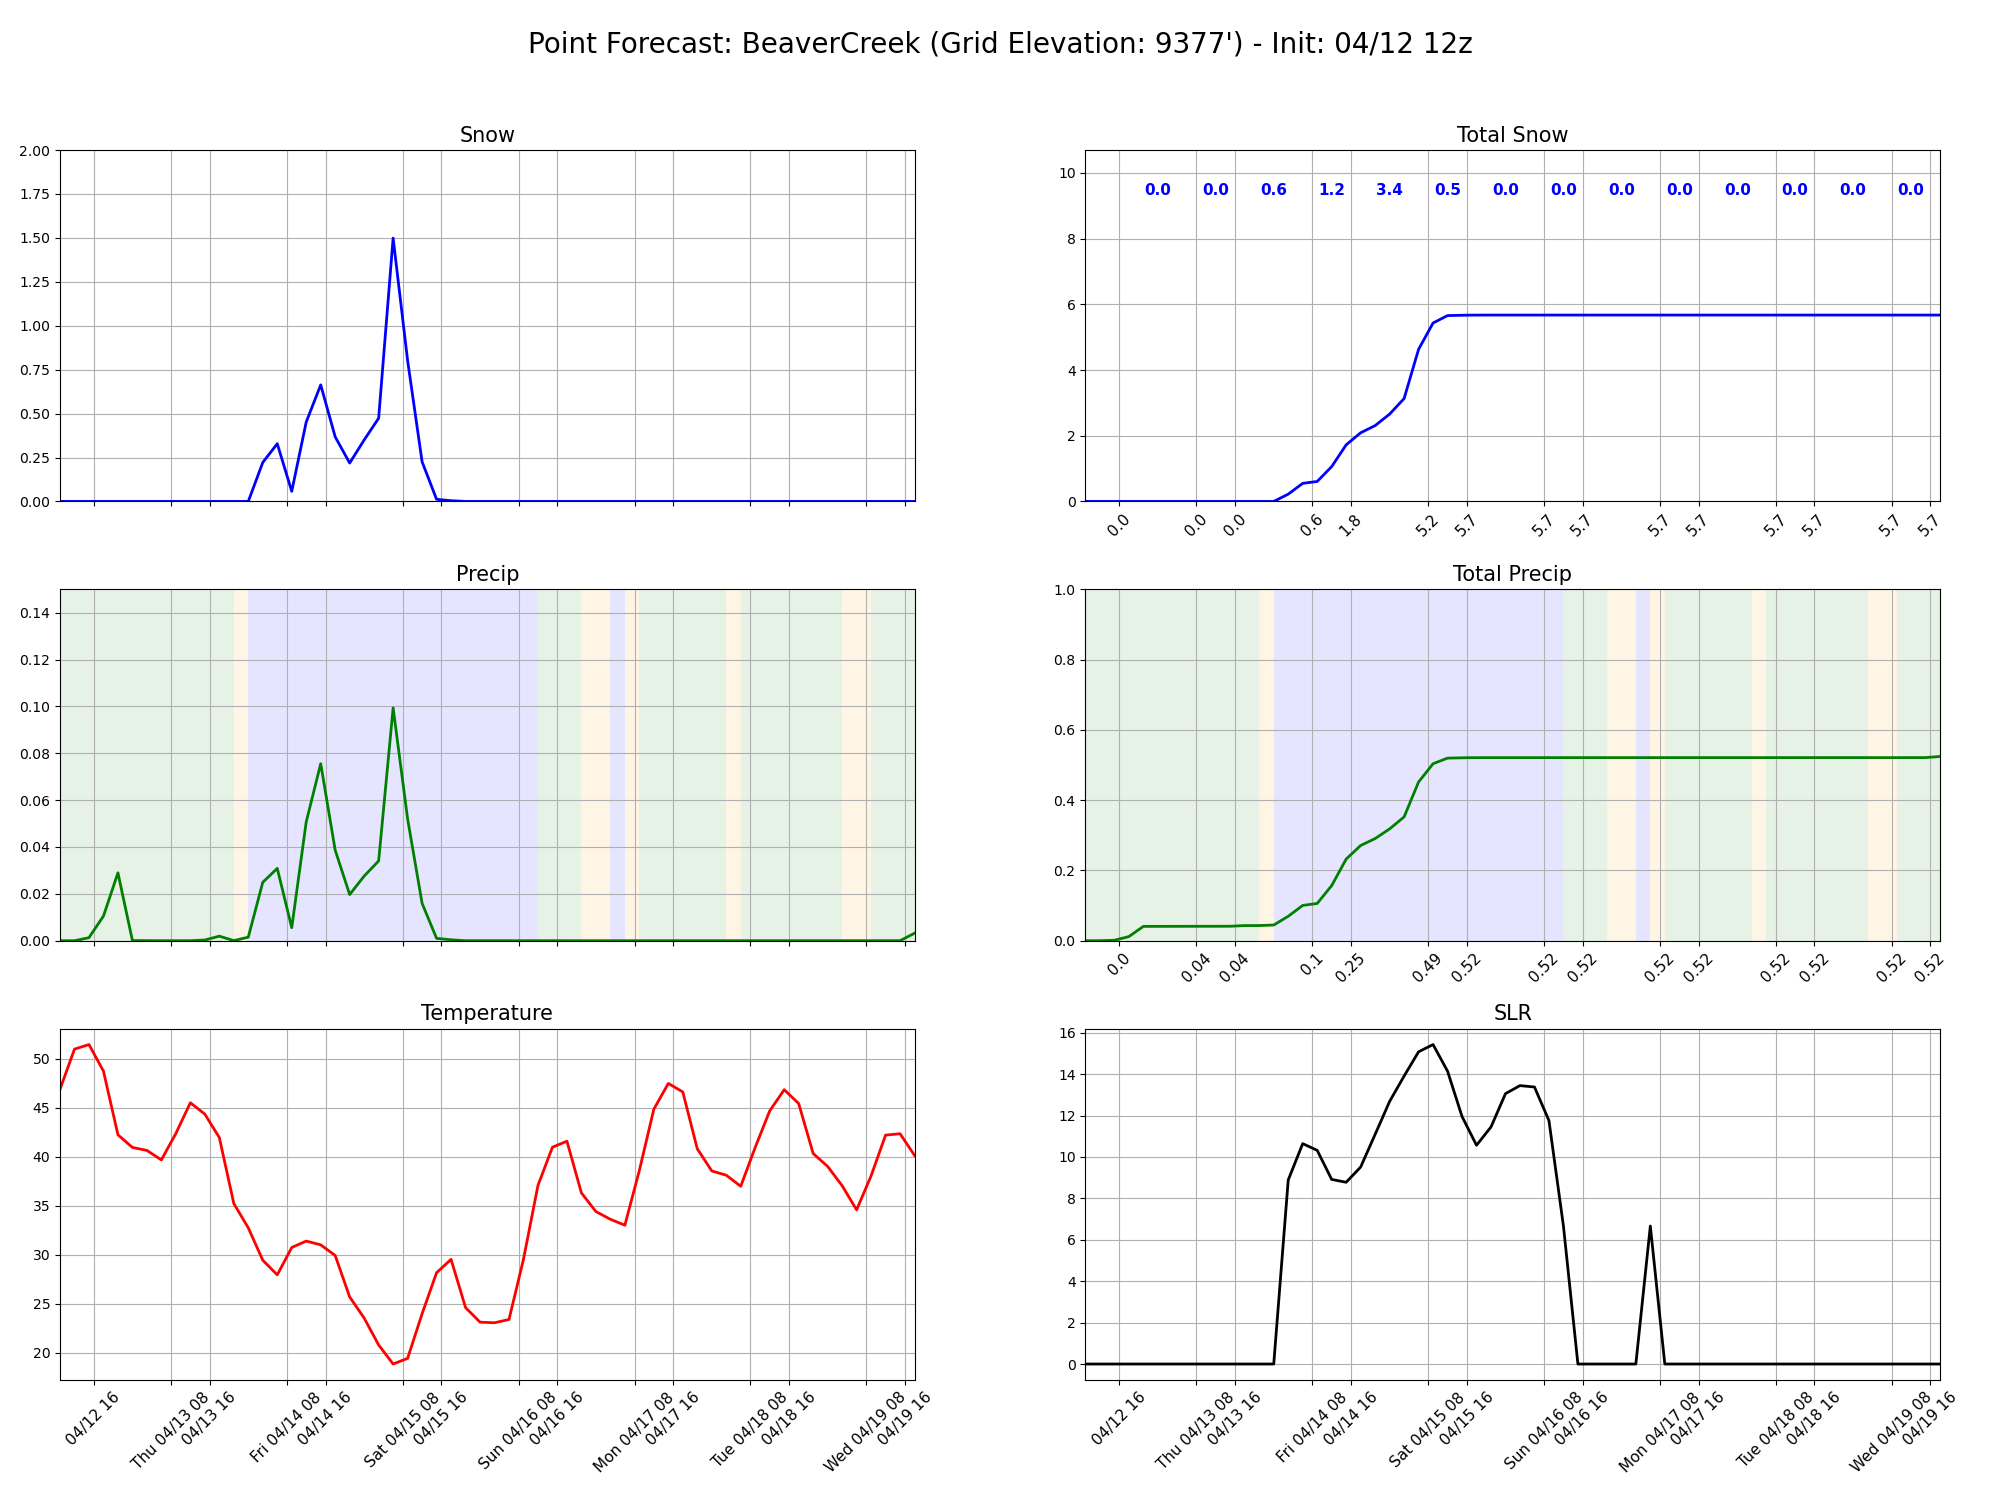 Point Forecast: BeaverCreek (Grid Elevation: 9377') - Init: 04/12 12z
Snow
2.00
1.75
1.50
1.25
1.00
0.75
0.50
0.25
0.00
Total Snow
10
8
6
4
2
0
0.0 0.0 0.6 1.2 3.4 0.5 0.0 0.0 0.0 0.0 0.0 0.0 0.0 0.0
0.0 0.0 0.0 0.6 1.8 5.2 5.7 5.7 5.7 5.7 5.7 5.7 5.7 5.7 5.7
Precip
0.14
0.12
0.10
0.08
0.06
0.04
0.02
0.00
Total Precip
1.0
0.8
0.6
0.4
0.2
0.0
0.0 0.04 0.04 0.1 0.25 0.49 0.52 0.52 0.52 0.52 0.52 0.52 0.52 0.52 0.52
Temperature
50
45
40
35
30
25
20
04/12 16
Thu 04/13 08
04/13 16
Fri 04/14 08
04/14 16
Sat 04/15 08
04/15 16
Sun 04/16 08
04/16 16
Mon 04/17 08
04/17 16
Tue 04/18 08
04/18 16
Wed 04/19 08
04/19 16
SLR
16
14
12
10
8
6
4
2
0
04/12 16
Thu 04/13 08
04/13 16
Fri 04/14 08
04/14 16
Sat 04/15 08
04/15 16
Sun 04/16 08
04/16 16
Mon 04/17 08
04/17 16
Tue 04/18 08
04/18 16
Wed 04/19 08
04/19 16